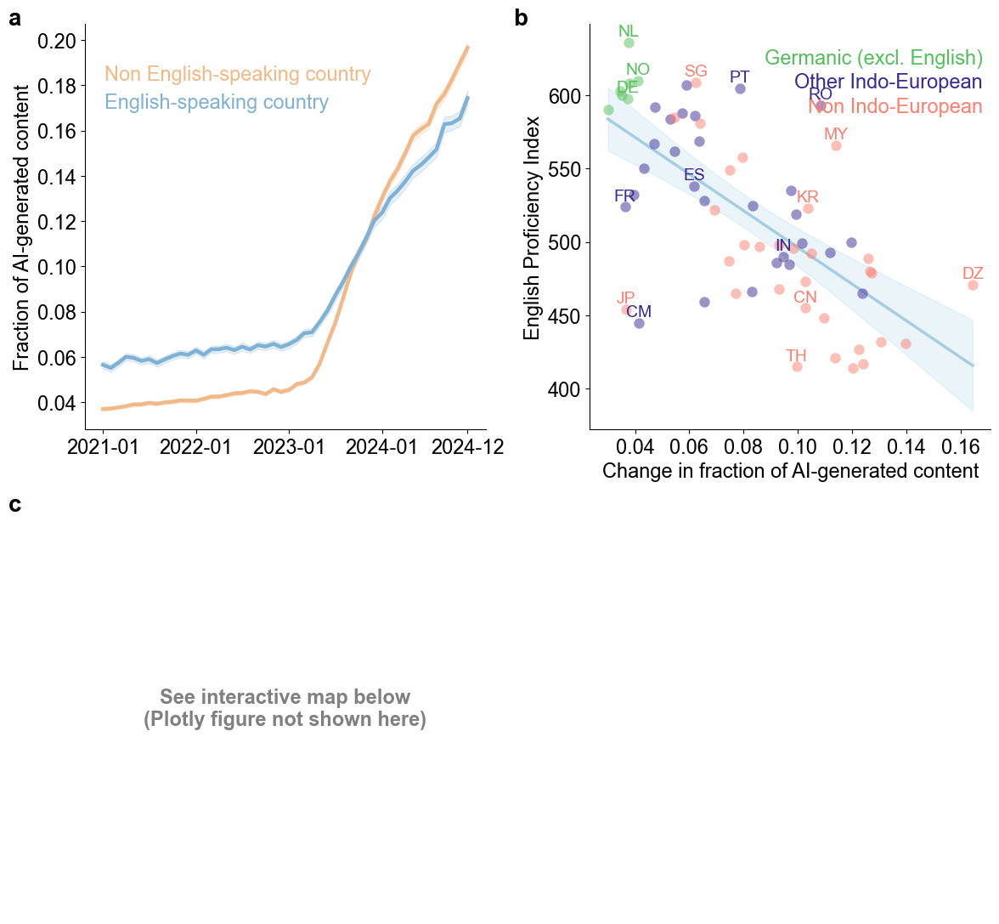 a
Fraction of AI-generated content
0.20
0.18
0.16
0.14
0.12
0.10
0.08
0.06
0.04
Non English-speaking country
English-speaking country
2021-01 2022-01 2023-01 2024-01 2024-12
b
English Proficiency Index
600
550
500
450
400
Germanic (excl. English)
Other Indo-European
Non Indo-European
NL
NO
DE
SG
PT
RO
MY
ES
FR
KR
IN
DZ
JP
CM
CN
TH
0.04 0.06 0.08 0.10 0.12 0.14 0.16
Change in fraction of AI-generated content
c
See interactive map below
(Plotly figure not shown here)